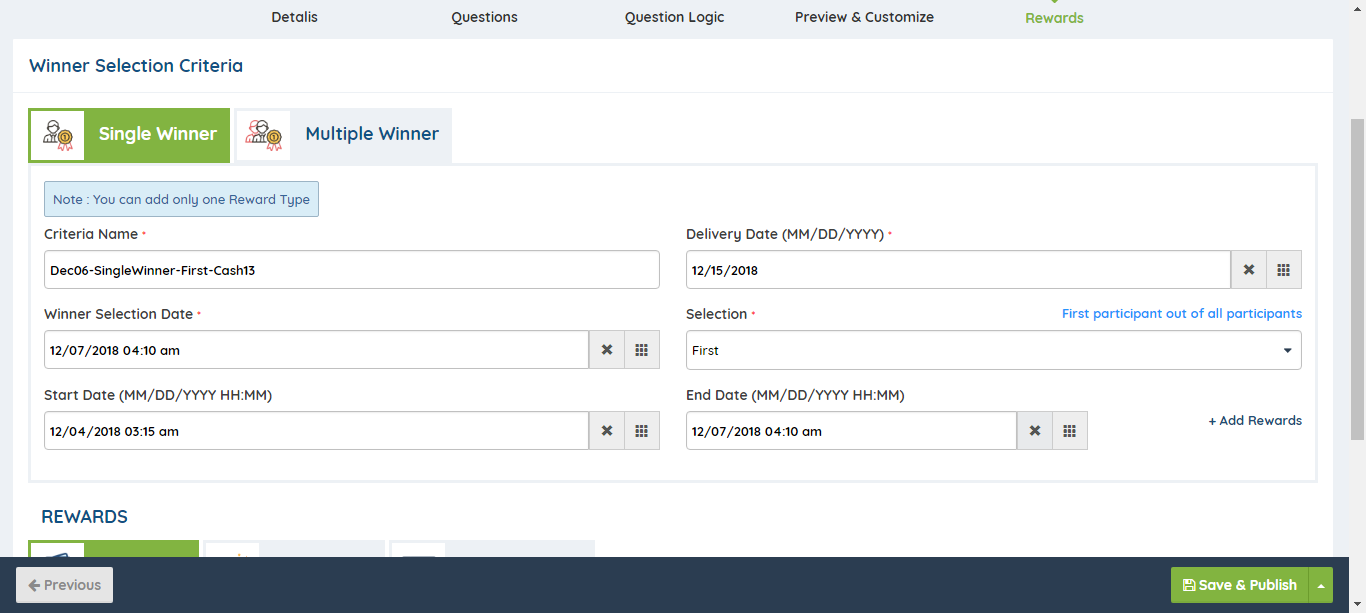 Details
Questions
Question Logic
Preview & Customize
Rewards
Winner Selection Criteria
Single Winner
Multiple Winner
Note : You can add only one Reward Type
Criteria Name *
Delivery Date (MM/DD/YYYY) *
Dec06-SingleWinner-First-Cash13
12/15/2018
Winner Selection Date *
Selection *
First participant out of all participants
12/07/2018 04:10 am
First
Start Date (MM/DD/YYYY HH:MM)
End Date (MM/DD/YYYY HH:MM)
12/04/2018 03:15 am
12/07/2018 04:10 am
+ Add Rewards
REWARDS
Previous
Save & Publish